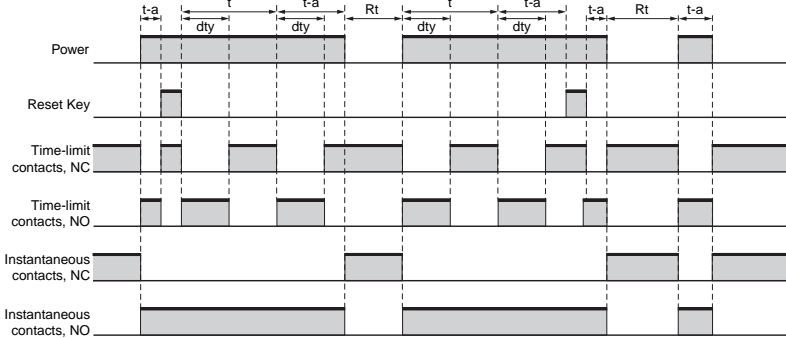 t-a t t-a Rt t t-a t-a Rt t-a
dty dty dty dty
Power
Reset Key
Time-limit
contacts, NC
Time-limit
contacts, NO
Instantaneous
contacts, NC
Instantaneous
contacts, NO